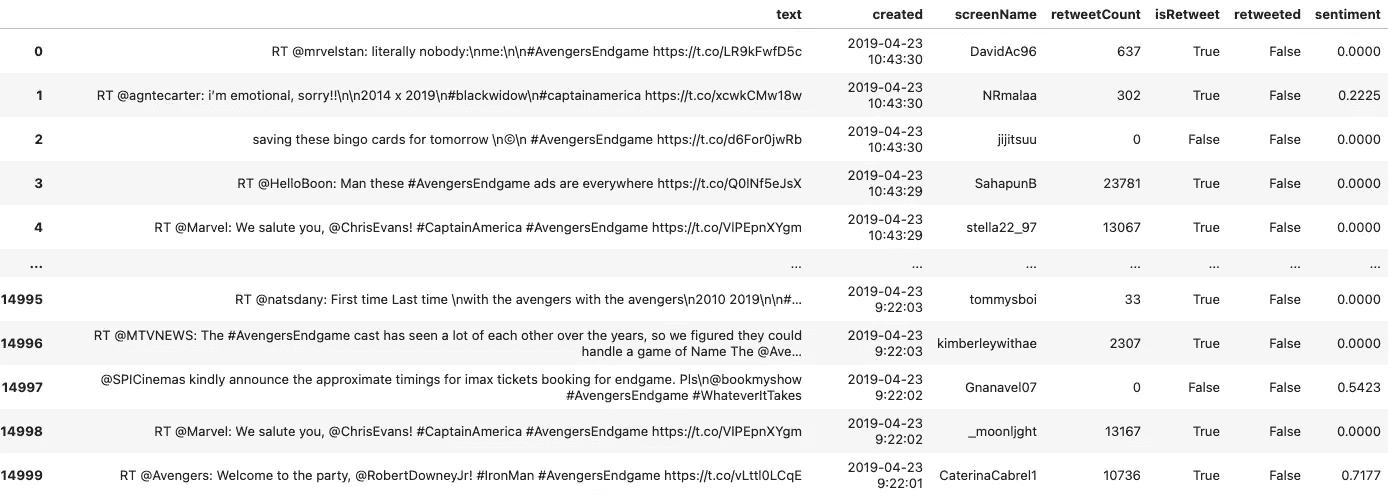 text created screenName retweetCount isRetweet retweeted sentiment
0 RT @mrvelstan: literally nobody:\nme:\n\n#AvengersEndgame https://t.co/LR9kFwfD5c 2019-04-23 10:43:30 DavidAc96 637 True False 0.0000
1 RT @agntecarter: i'm emotional, sorry!!\n\n2014 x 2019\n#blackwidow\n#captainamerica https://t.co/xcwkCMw18w 2019-04-23 10:43:30 NRmalaa 302 True False 0.2225
2 saving these bingo cards for tomorrow \n©\n #AvengersEndgame https://t.co/d6For0jwRb 2019-04-23 10:43:30 jijitsuu 0 False False 0.0000
3 RT @HelloBoon: Man these #AvengersEndgame ads are everywhere https://t.co/Q0lNf5eJsX 2019-04-23 10:43:29 SahapunB 23781 True False 0.0000
4 RT @Marvel: We salute you, @ChrisEvans! #CaptainAmerica #AvengersEndgame https://t.co/VlPEpnXYgm 2019-04-23 10:43:29 stella22_97 13067 True False 0.0000
... ... ... ... ... ... ... ...
14995 RT @natsdany: First time Last time \nwith the avengers with the avengers\n2010 2019\n\n#... 2019-04-23 9:22:03 tommysboi 33 True False 0.0000
14996 RT @MTVNEWS: The #AvengersEndgame cast has seen a lot of each other over the years, so we figured they could handle a game of Name The @Ave... 2019-04-23 9:22:03 kimberleywithae 2307 True False 0.0000
14997 @SPICinemas kindly announce the approximate timings for imax tickets booking for endgame. Pls\n@bookmyshow #AvengersEndgame #WhateverItTakes 2019-04-23 9:22:02 Gnanavel07 0 False False 0.5423
14998 RT @Marvel: We salute you, @ChrisEvans! #CaptainAmerica #AvengersEndgame https://t.co/VlPEpnXYgm 2019-04-23 9:22:02 _moonljght 13167 True False 0.0000
14999 RT @Avengers: Welcome to the party, @RobertDowneyJr! #IronMan #AvengersEndgame https://t.co/vLttl0LCqE 2019-04-23 9:22:01 CaterinaCabrel1 10736 True False 0.7177